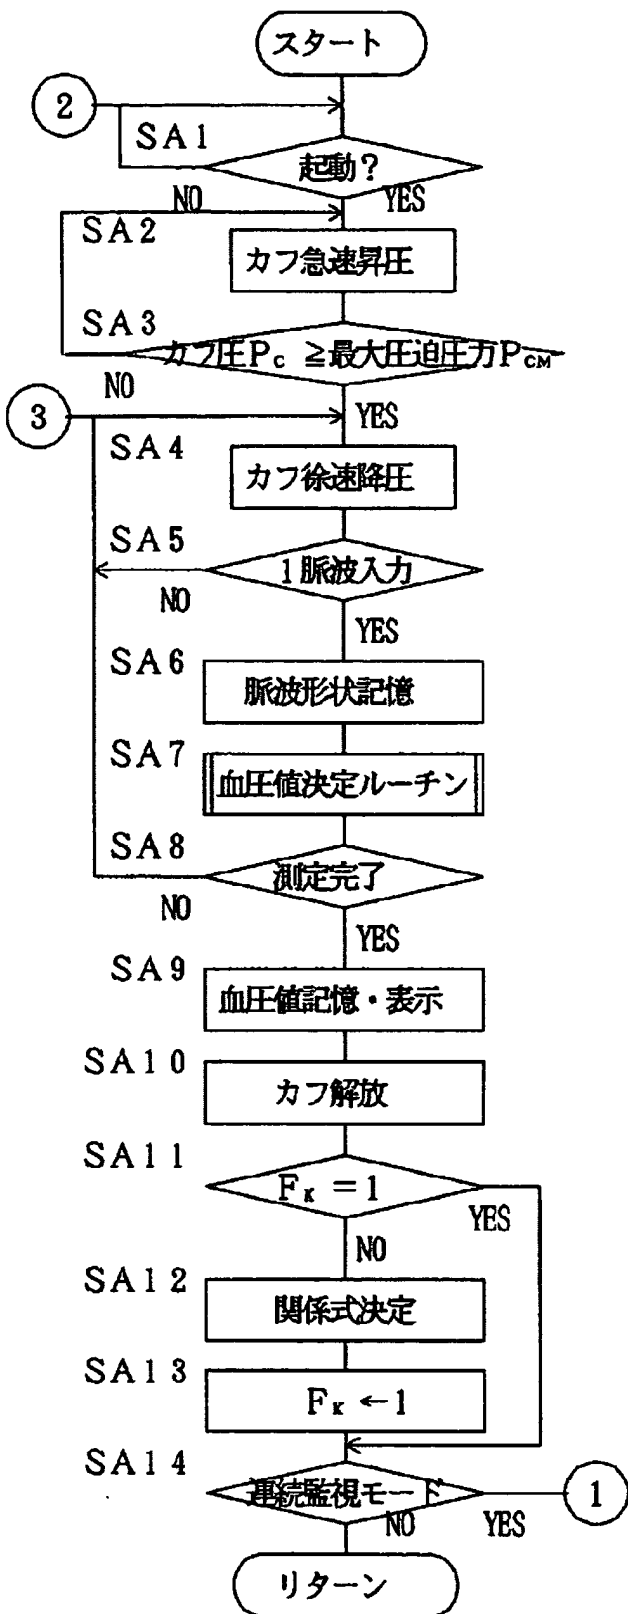 スタート
2
SA1
起動?
NO
YES
SA2
カフ急速昇圧
SA3
カフ圧PC ≧最大圧迫圧力PCM
NO
YES
3
SA4
カフ徐速降圧
SA5
1脈波入力
NO
YES
SA6
脈波形状記憶
SA7
血圧値決定ルーチン
SA8
測定完了
NO
YES
SA9
血圧値記憶・表示
SA10
カフ解放
SA11
FK =1
YES
NO
SA12
関係式決定
SA13
FK ←1
SA14
連続監視モード
1
NO
YES
リターン